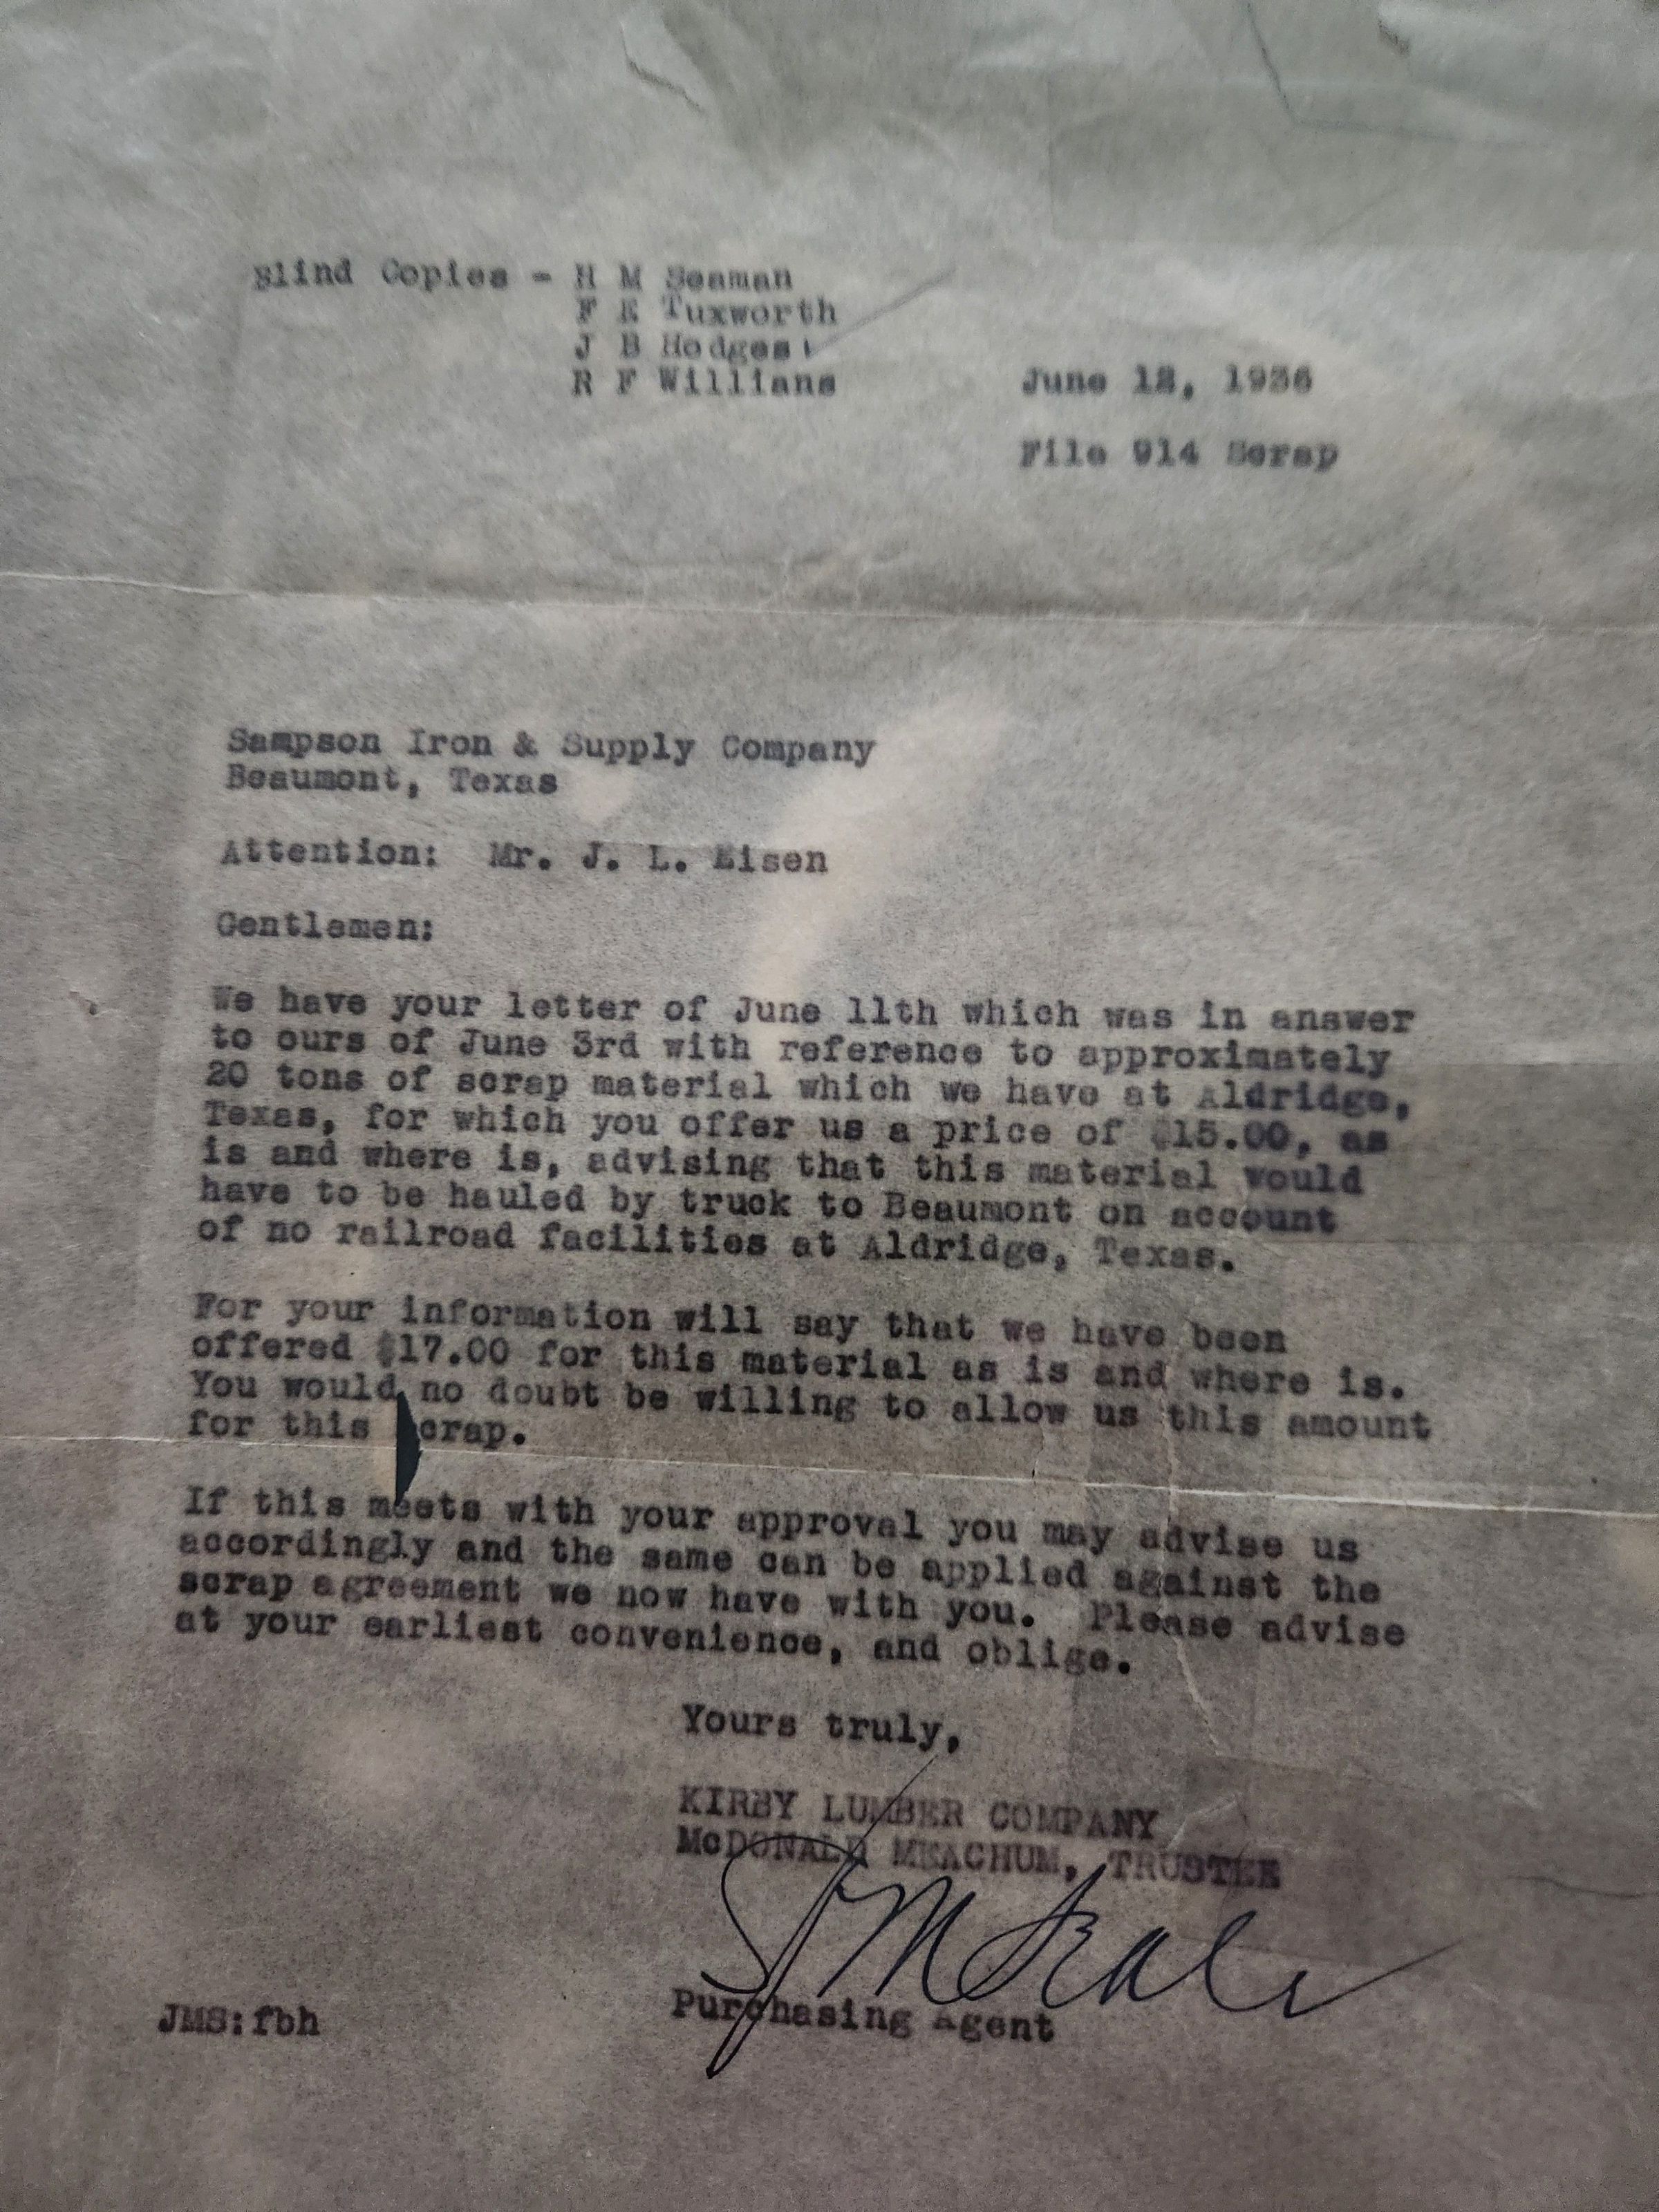 Blind Copies - H M Seaman
F E Tuxworth
J B Hodges
R F Willians
June 12, 1936
File 914 Scrap
Sampson Iron & Supply Company
Beaumont, Texas
Attention: Mr. J. L. Eisen
Gentlemen:
We have your letter of June 11th which was in answer
to ours of June 3rd with reference to approximately
20 tons of scrap material which we have at Aldridge,
Texas, for which you offer us a price of $15.00, as
is and where is, advising that this material would
have to be hauled by truck to Beaumont on account
of no railroad facilities at Aldridge, Texas.
For your information will say that we have been
offered $17.00 for this material as is and where is.
You would no doubt be willing to allow us this amount
for this scrap.
If this meets with your approval you may advise us
accordingly and the same can be applied against the
scrap agreement we now have with you. Please advise
at your earliest convenience, and oblige.
Yours truly,
KIRBY LUMBER COMPANY
McDONALD MEACHUM, TRUSTEE
Purchasing Agent
JMS:fbh